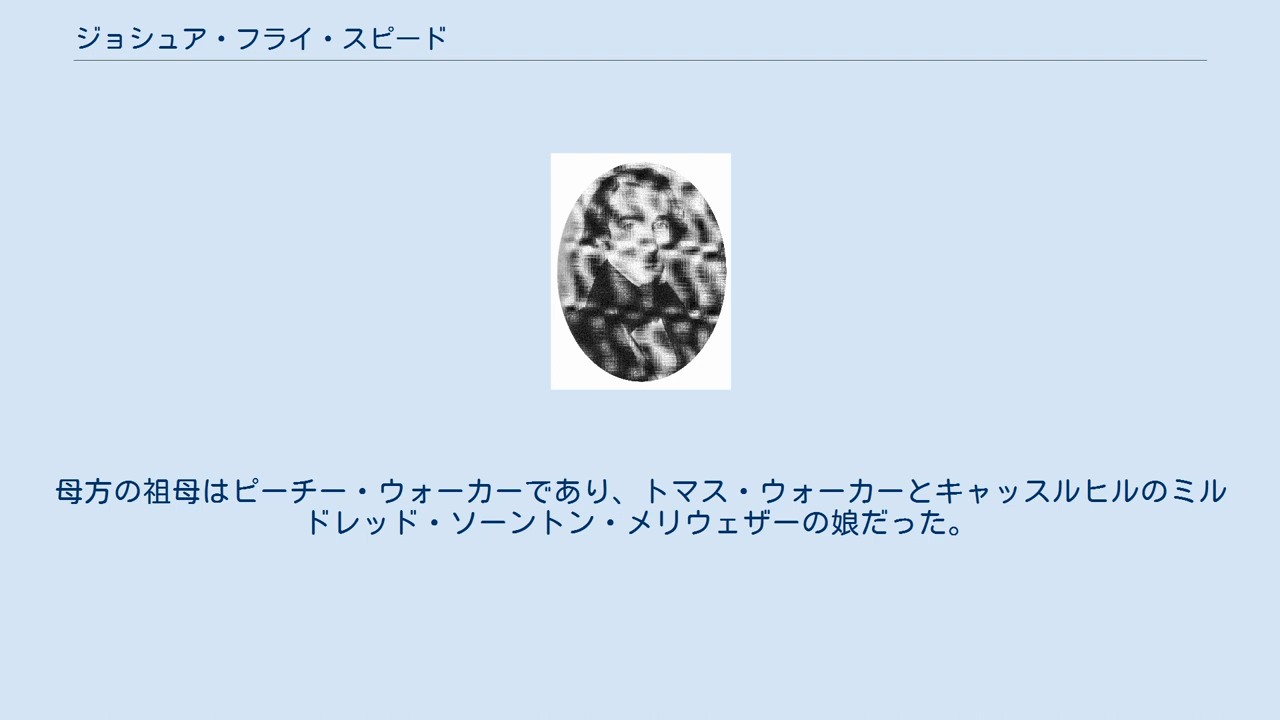 ジョシュア・フライ・スピード
母方の祖母はピーチー・ウォーカーであり、トマス・ウォーカーとキャッスルヒルのミル
ドレッド・ソーントン・メリウェザーの娘だった。